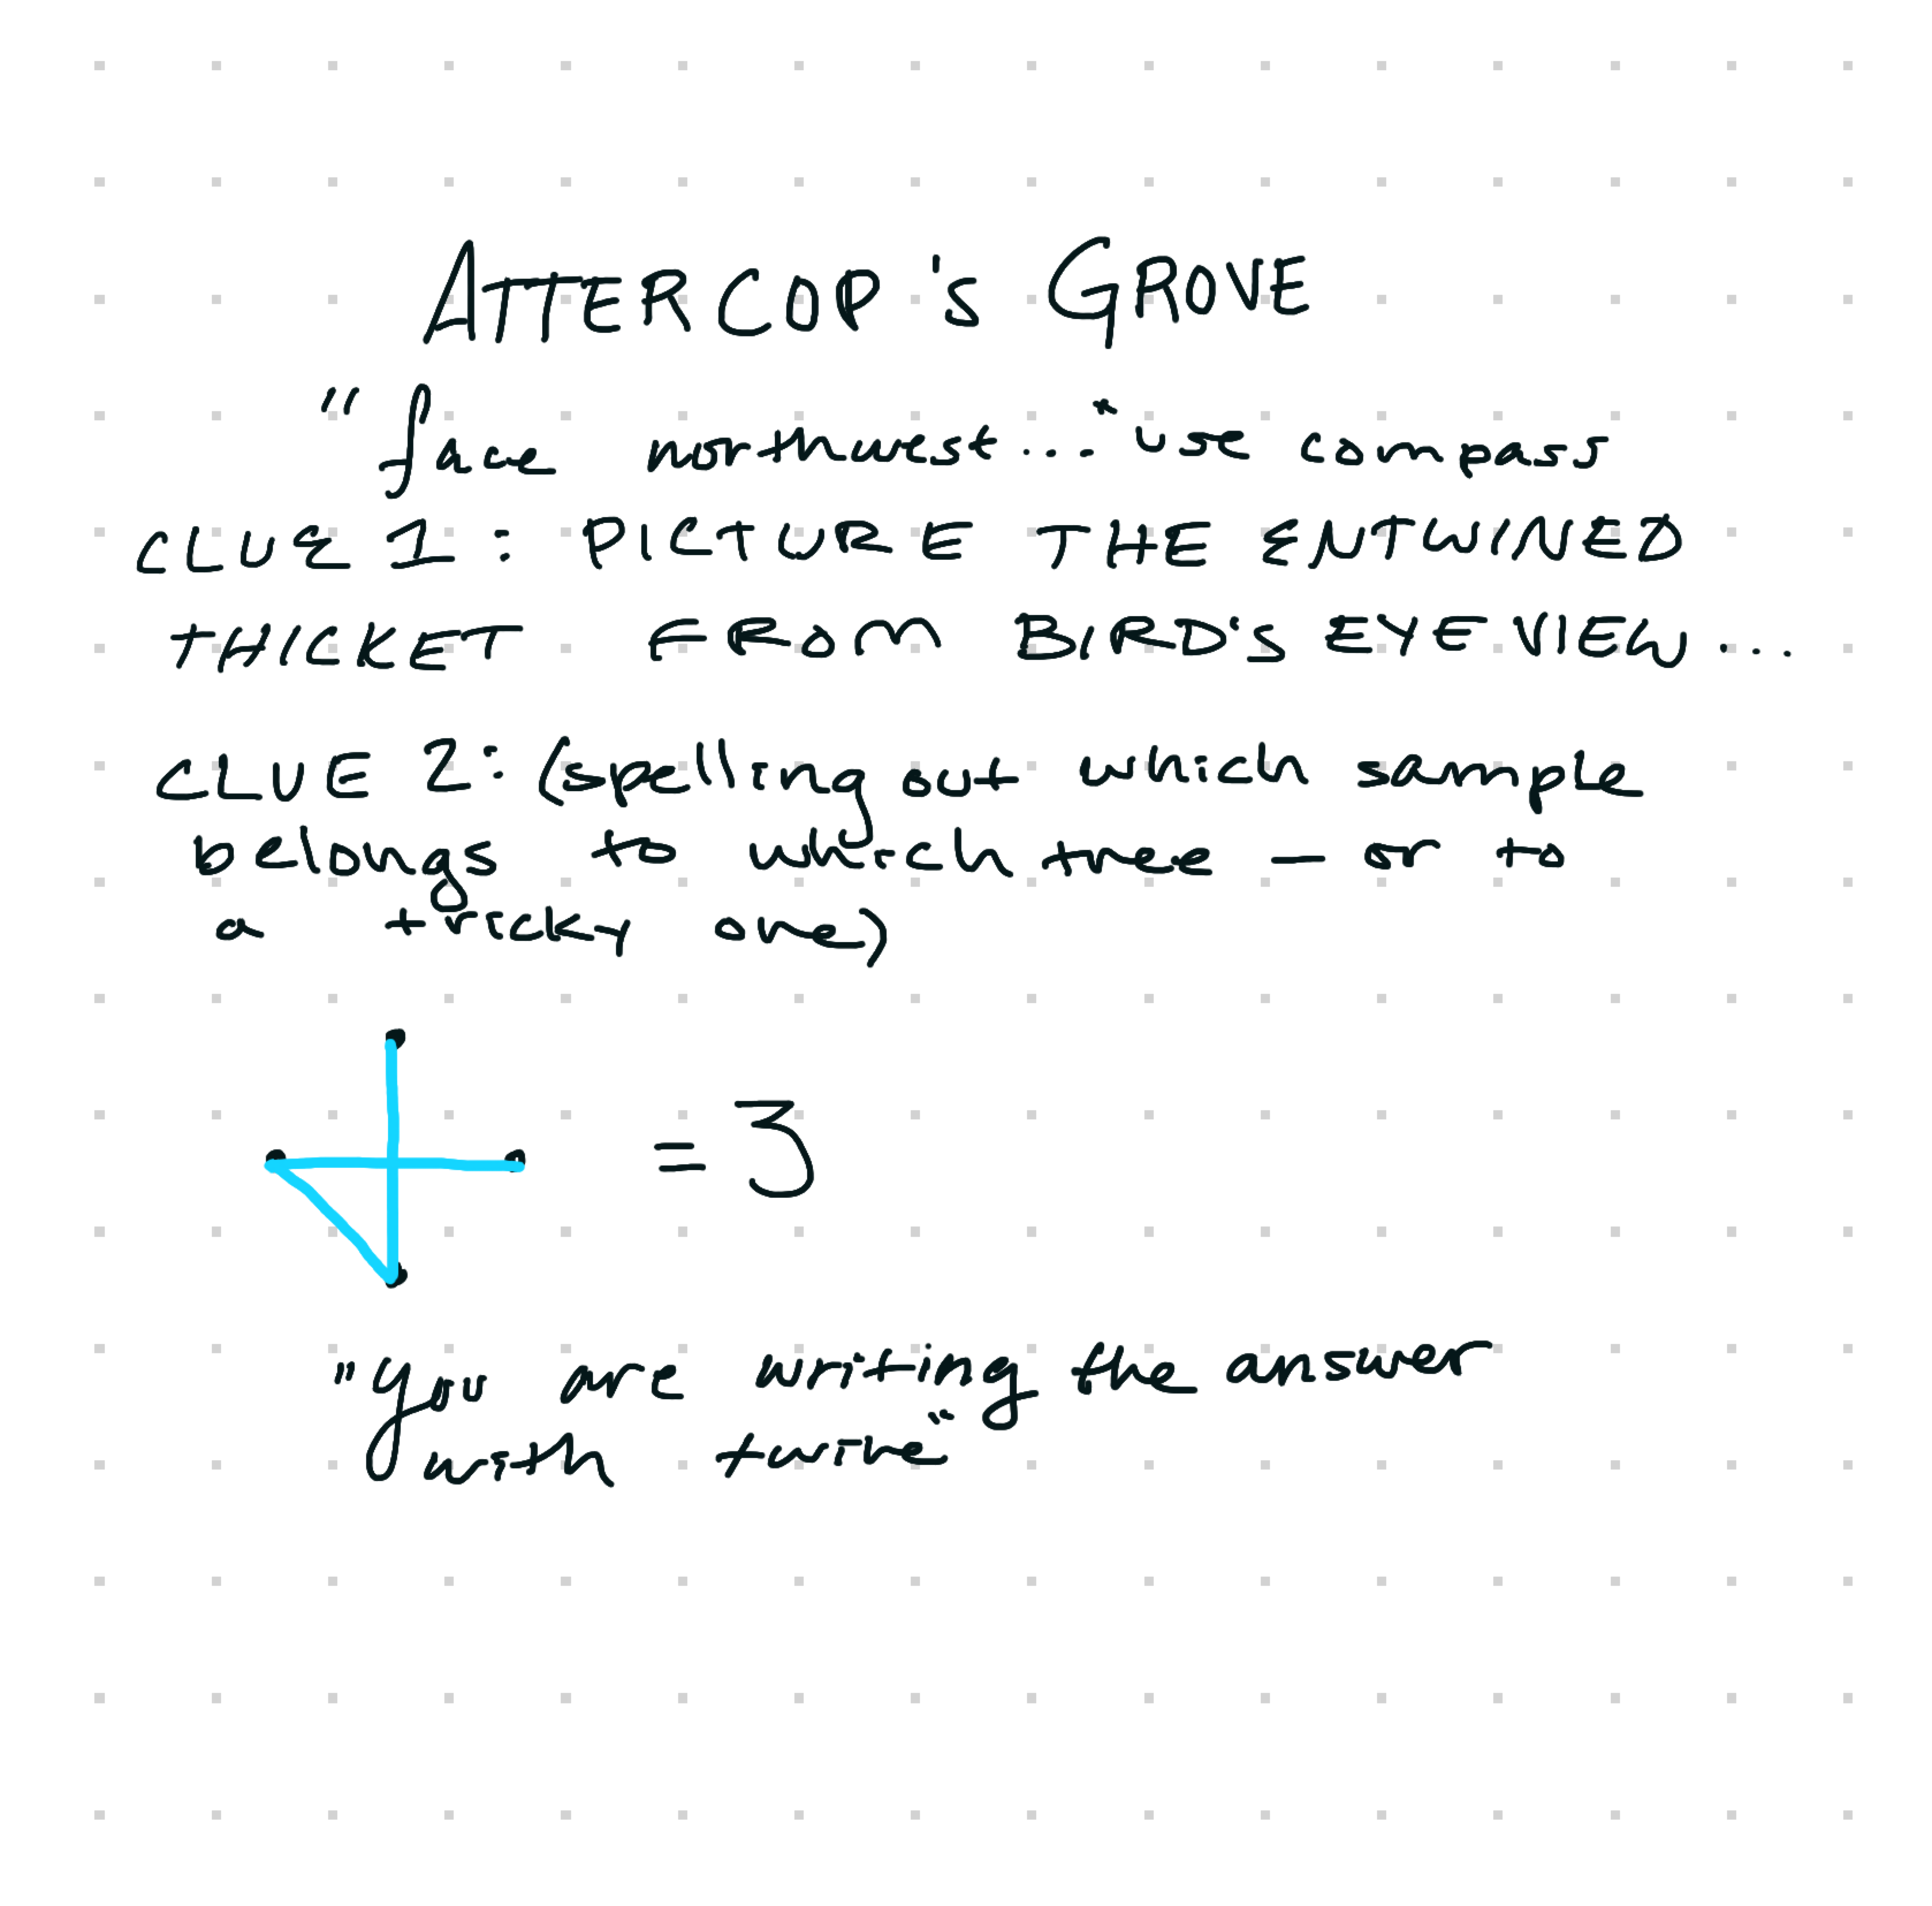 ATTERCOP'S GROVE
"face northwest..." use compass
CLUE 1: PICTURE THE ENTWINED
THICKET FROM BIRD'S EYE VIEW...
CLUE 2: (spelling out which sample
belongs to which tree – or to
a tricky one)
= 3
"you are writing the answer
with twine"